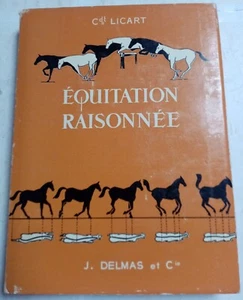 Cdt LICART
ÉQUITATION
RAISONNÉE
J. DELMAS et Cie